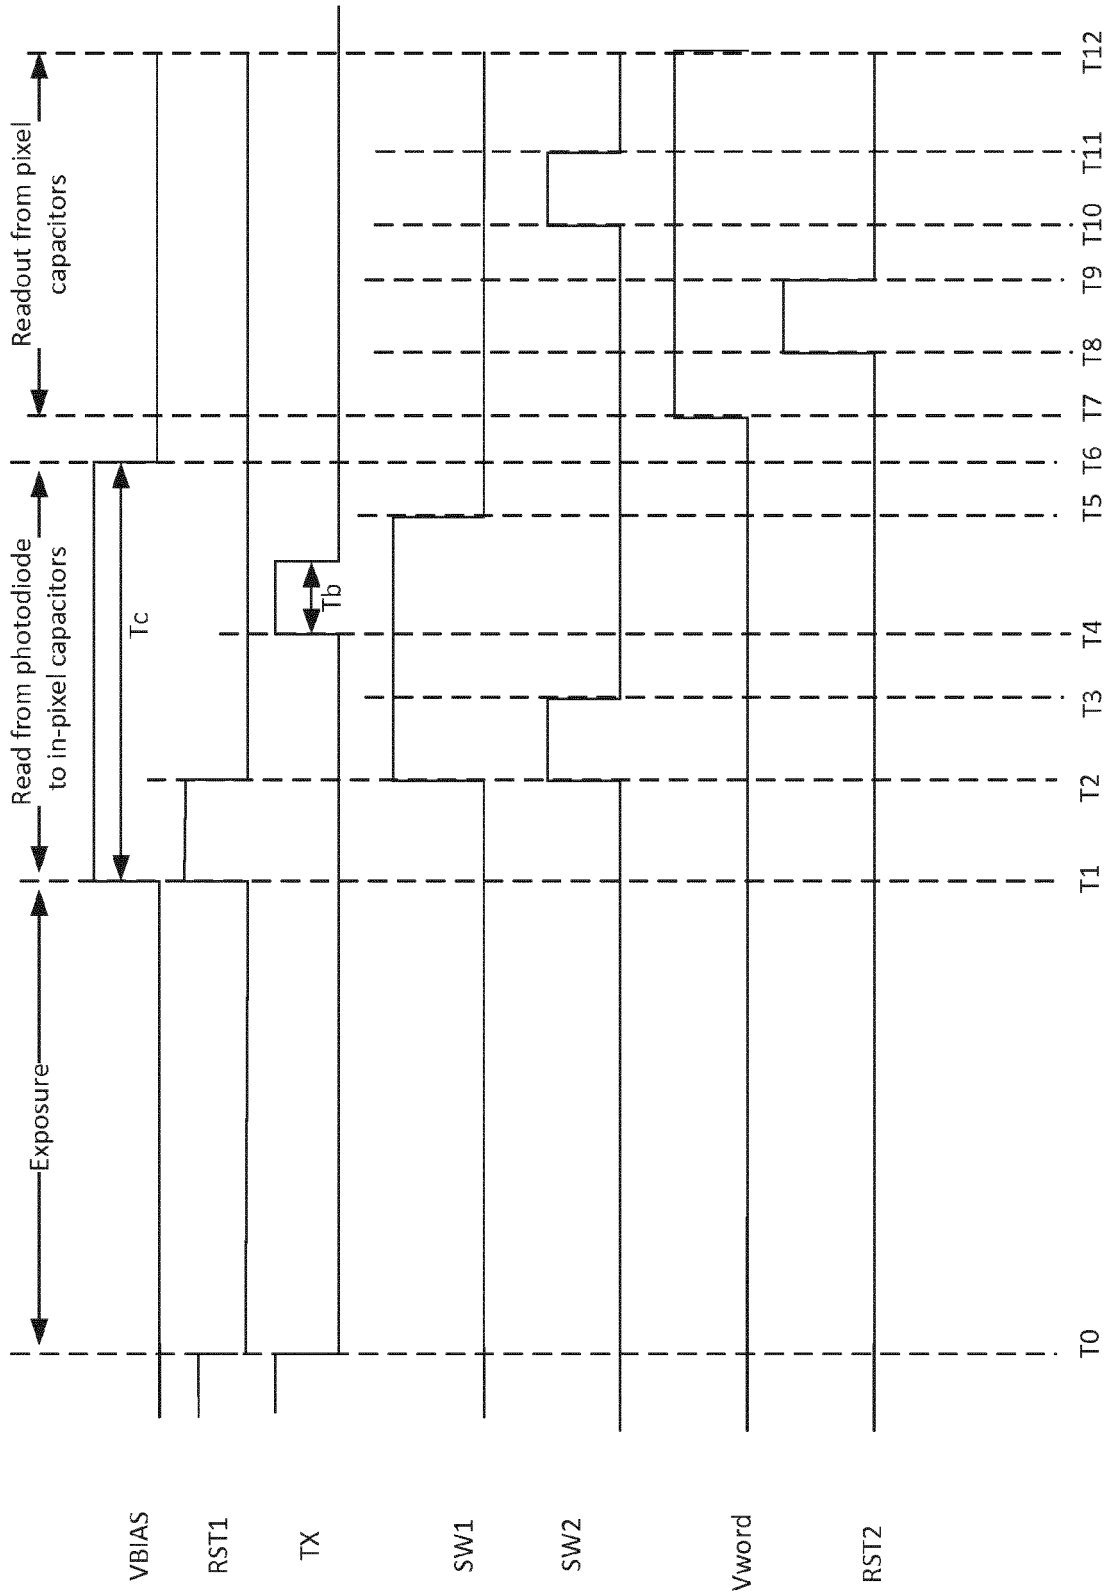 Exposure
Read from photodiode
to in-pixel capacitors
Readout from pixel
capacitors
VBIAS
Tc
RST1
TX
Tb
SW1
SW2
Vword
RST2
T0
T1
T2
T3
T4
T5
T6
T7
T8
T9
T10
T11
T12